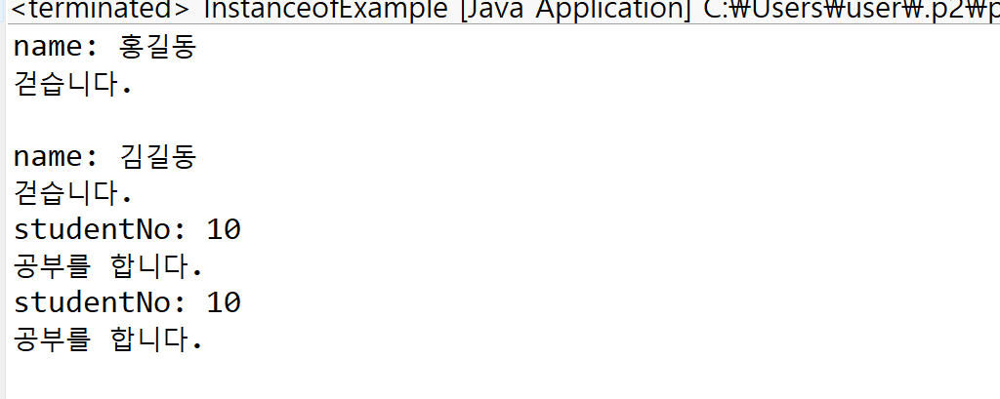 <terminated> InstanceofExample [Java Application] C:₩Users₩user₩.p2₩p
name: 홍길동
걷습니다.
name: 김길동
걷습니다.
studentNo: 10
공부를 합니다.
studentNo: 10
공부를 합니다.